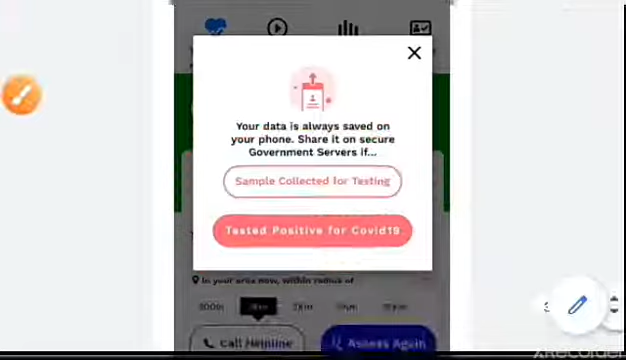 Your data is always saved on
your phone. Share it on secure
Government Servers if...
Sample Collected for Testing
Tested Positive for Covid19
In your area now, within radius of
Call Helpline
Assess Again